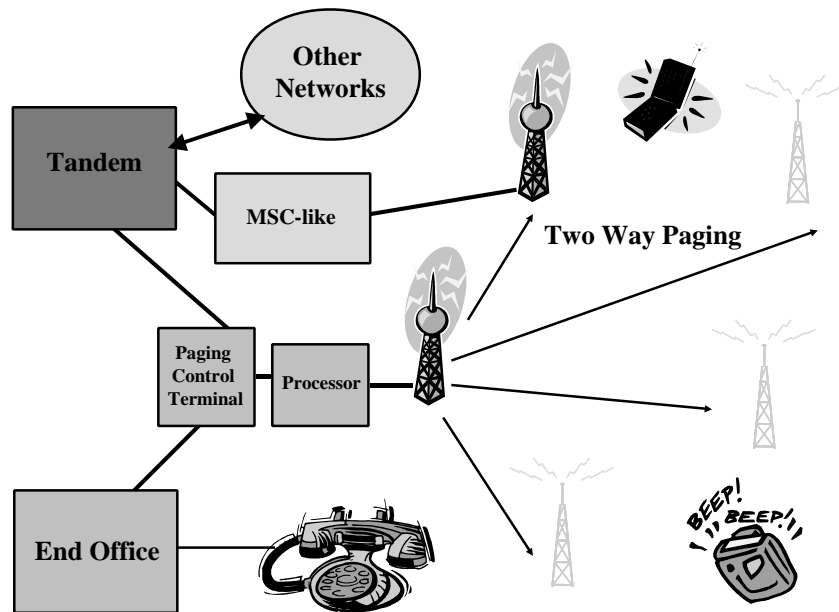 Other
Networks
Tandem
MSC-like
Two Way Paging
Paging
Control
Terminal
Processor
End Office
BEEP!
BEEP!